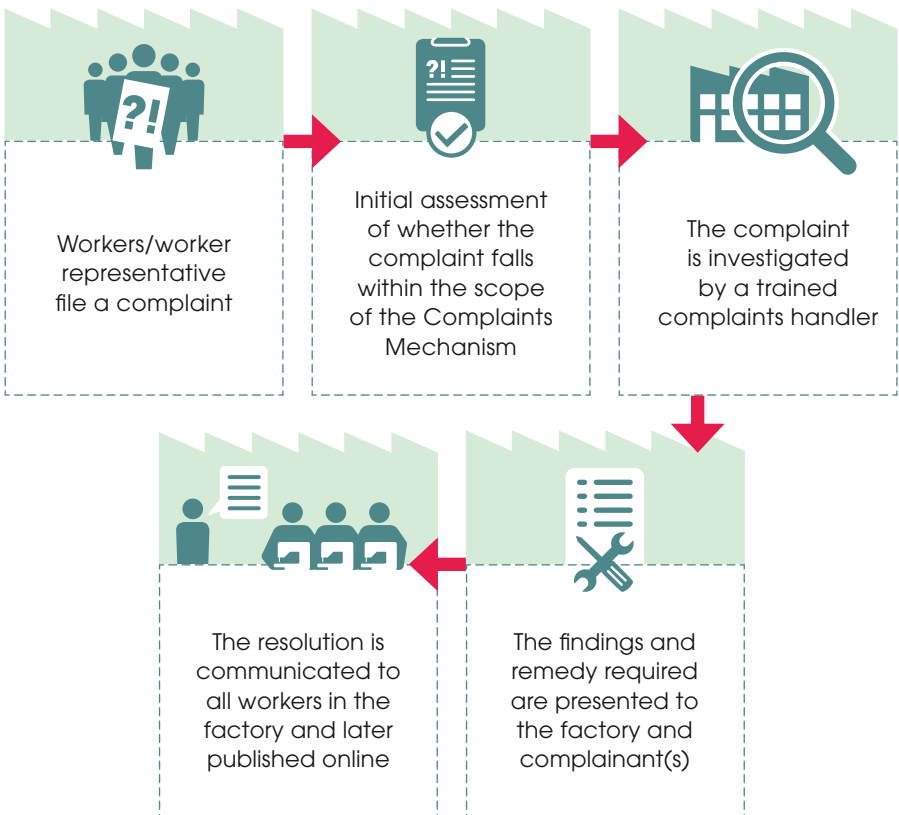 ?!
Workers/worker
representative
file a complaint
?!
Initial assessment
of whether the
complaint falls
within the scope
of the Complaints
Mechanism
The complaint
is investigated
by a trained
complaints handler
The findings and
remedy required
are presented to
the factory and
complainant(s)
The resolution is
communicated to
all workers in the
factory and later
published online